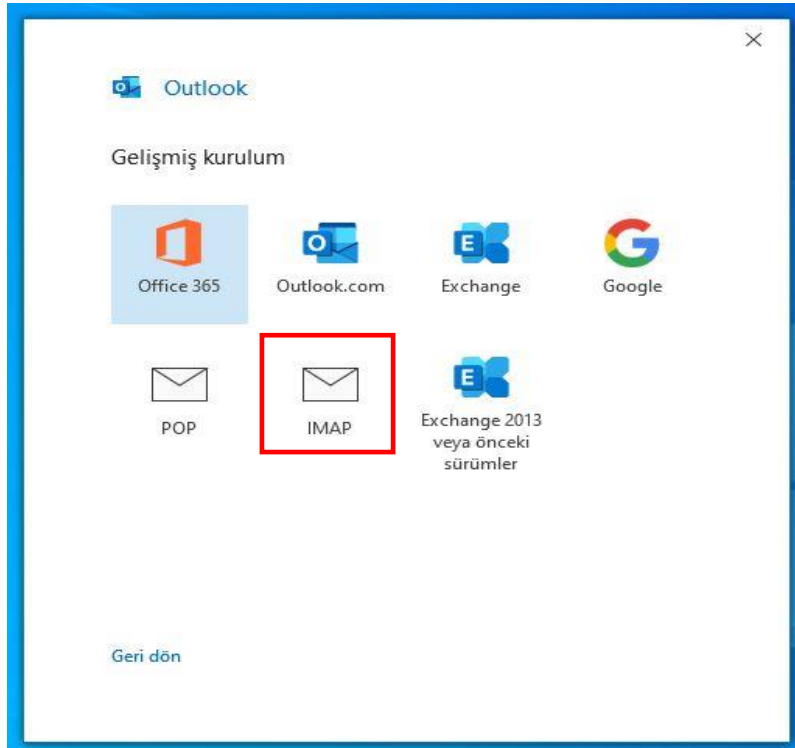 Outlook
Gelişmiş kurulum
Office 365
Outlook.com
Exchange
Google
POP
IMAP
Exchange 2013
veya önceki
sürümler
Geri dön